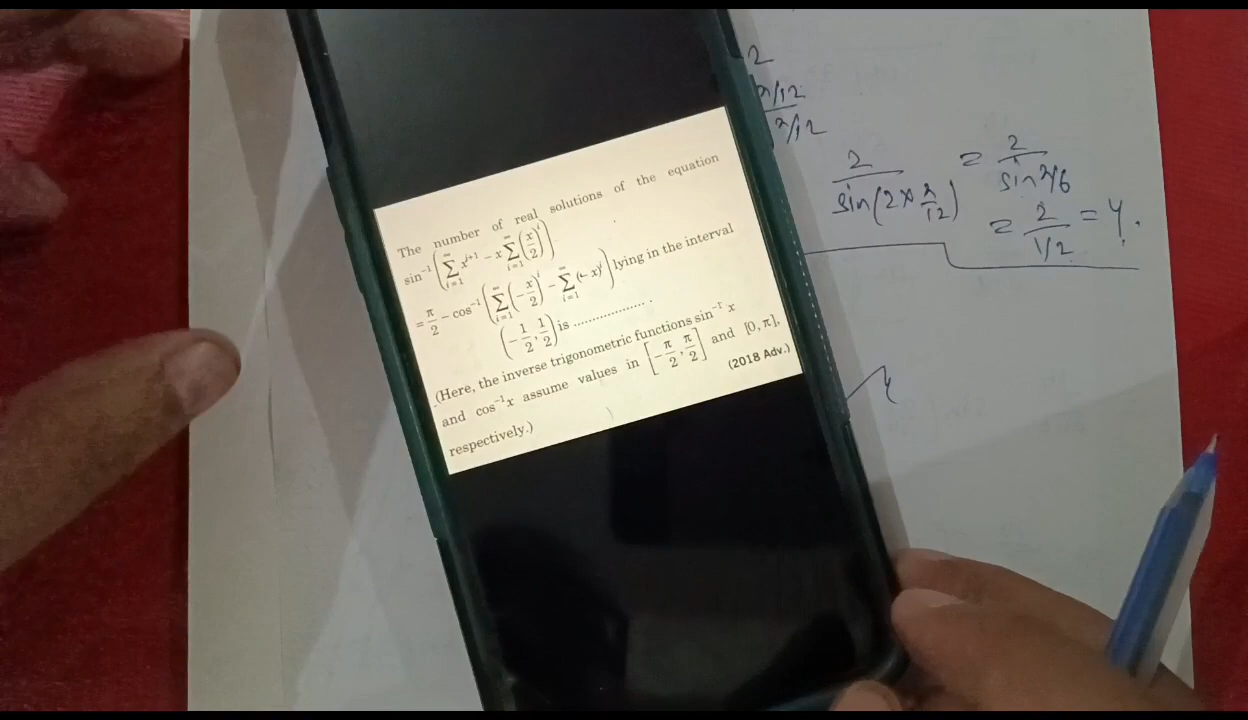 The number of real solutions of the equation
sin⁻¹(∑_{i=1}^{∞} x^{i+1} − x ∑_{i=1}^{∞} (x/2)^i)
= π/2 − cos⁻¹(∑_{i=1}^{∞} (−x/2)^i − ∑_{i=1}^{∞} (−x)^i) lying in the interval
(−1/2, 1/2) is .................... .
(Here, the inverse trigonometric functions sin⁻¹ x
and cos⁻¹ x assume values in [−π/2, π/2] and [0, π],
respectively.) (2018 Adv.)
2
π/12
π/12
2/sin(2×π/12) = 2/sin π/6
= 2/(1/2) = 4.